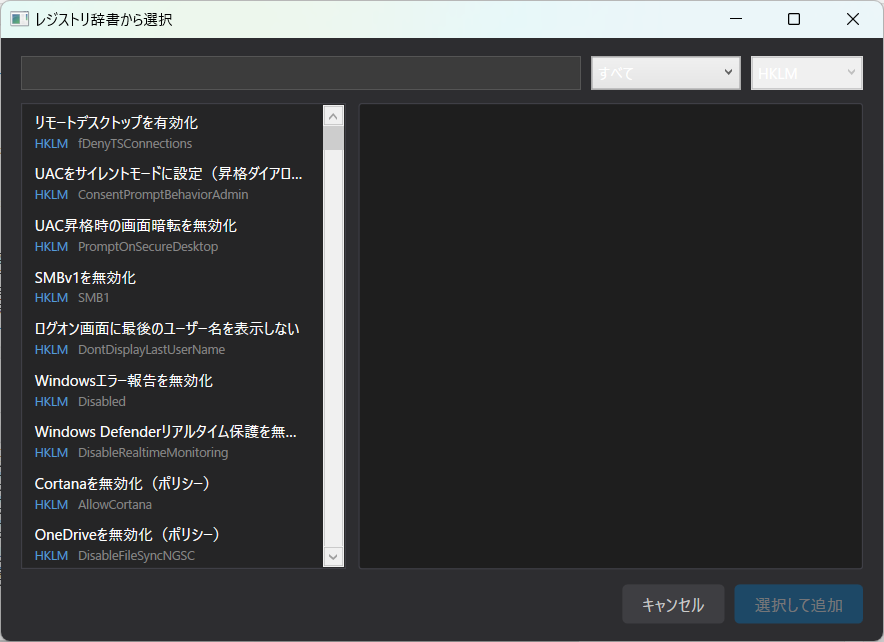 レジストリ辞書から選択
すべて
HKLM
リモートデスクトップを有効化
HKLM fDenyTSConnections
UACをサイレントモードに設定（昇格ダイアロ...
HKLM ConsentPromptBehaviorAdmin
UAC昇格時の画面暗転を無効化
HKLM PromptOnSecureDesktop
SMBv1を無効化
HKLM SMB1
ログオン画面に最後のユーザー名を表示しない
HKLM DontDisplayLastUserName
Windowsエラー報告を無効化
HKLM Disabled
Windows Defenderリアルタイム保護を無...
HKLM DisableRealtimeMonitoring
Cortanaを無効化（ポリシー）
HKLM AllowCortana
OneDriveを無効化（ポリシー）
HKLM DisableFileSyncNGSC
キャンセル
選択して追加